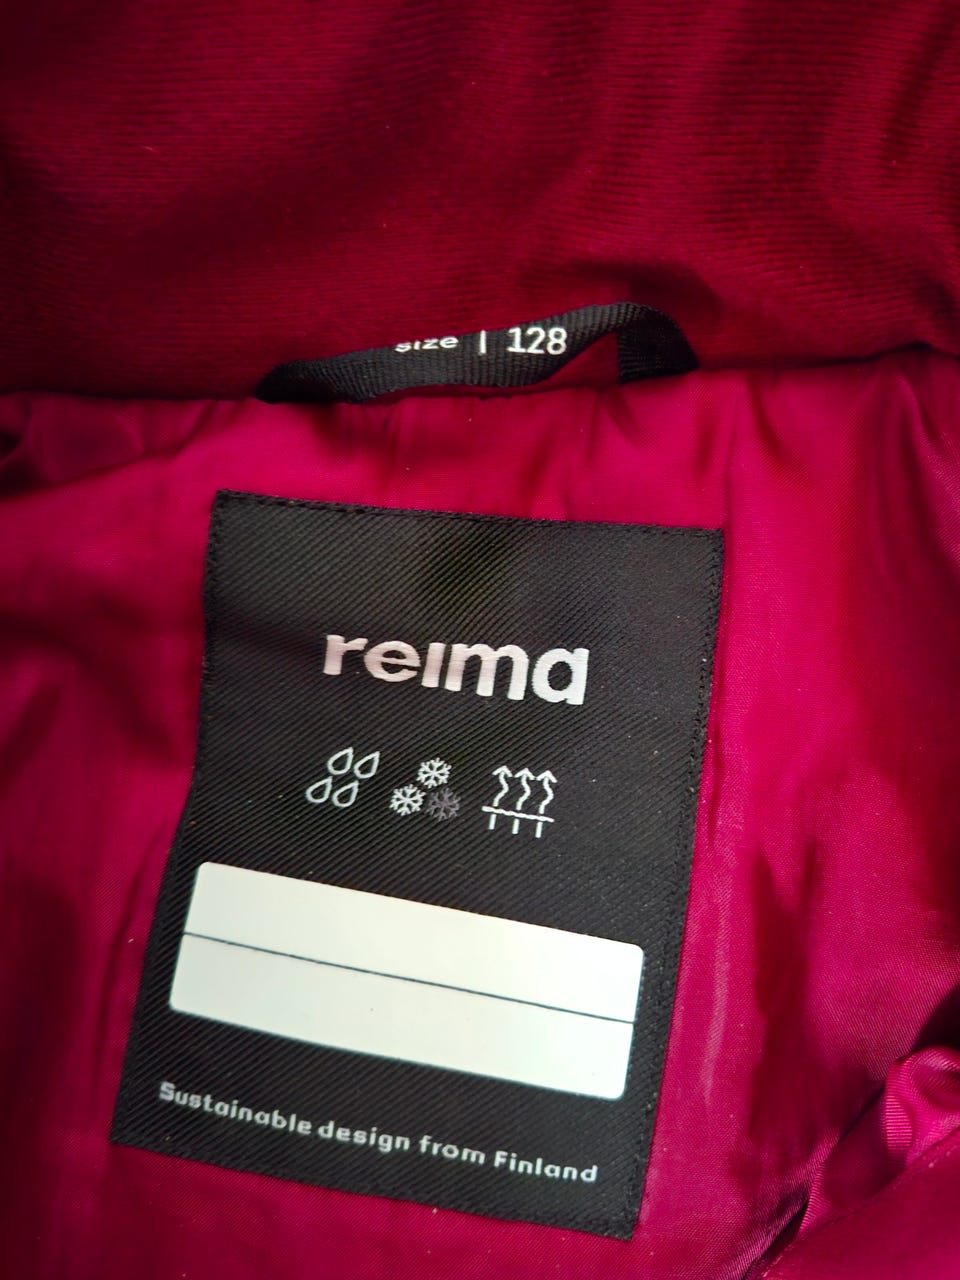 size | 128
reima
Sustainable design from Finland